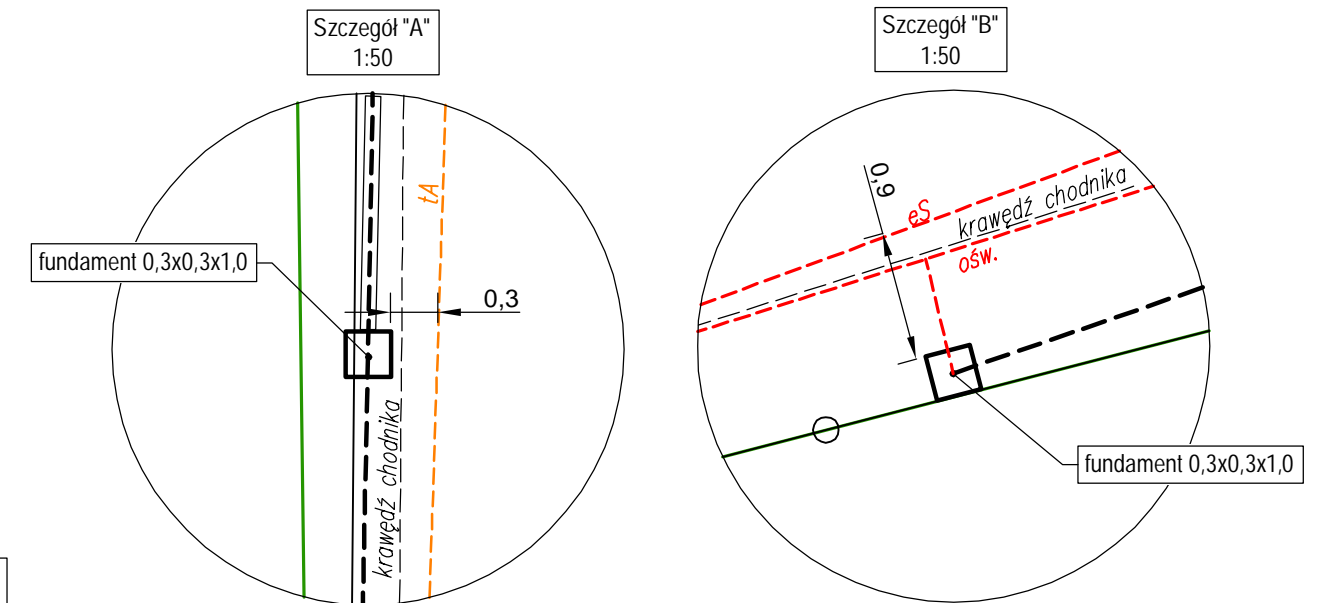 Szczegół "A"
1:50
tA
fundament 0,3x0,3x1,0
0,3
krawędź chodnika
Szczegół "B"
1:50
0,9
eS
krawędź chodnika
ośw.
fundament 0,3x0,3x1,0